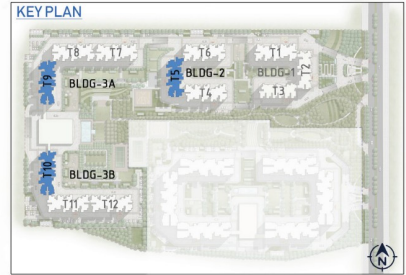 KEY PLAN
T8 T7 T6 T1
T9 T5 T2
BLDG-3A BLDG-2 BLDG-1
T4 T3
T10
BLDG-3B
T11 T12
N